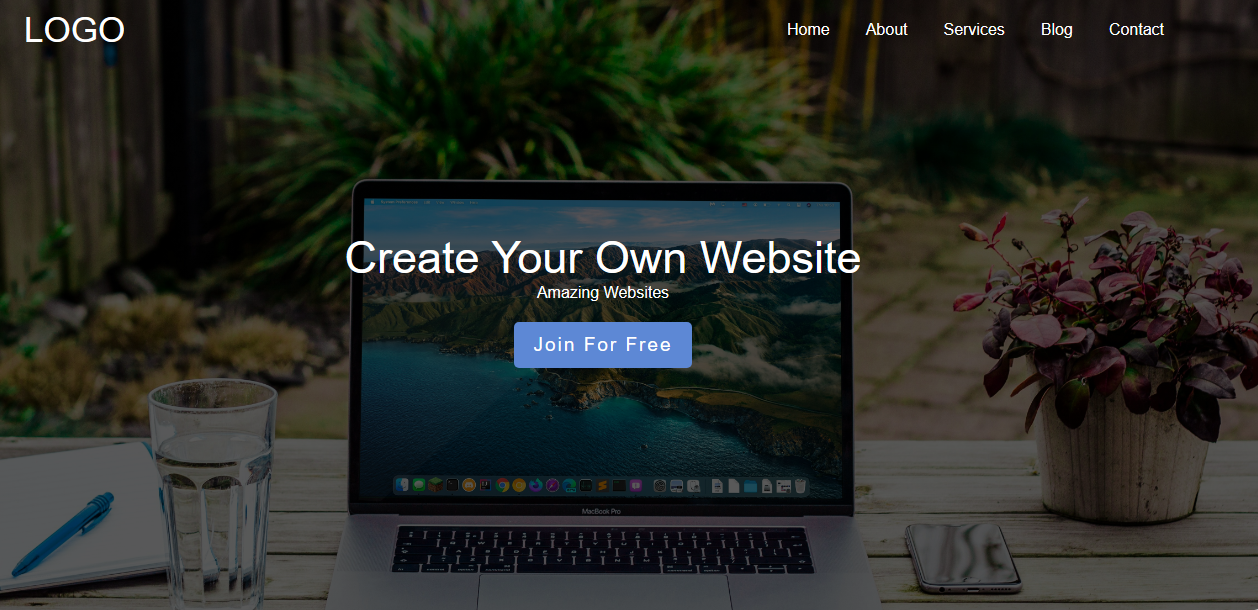 LOGO
Home About Services Blog Contact
Create Your Own Website
Amazing Websites
Join For Free
MacBook Pro